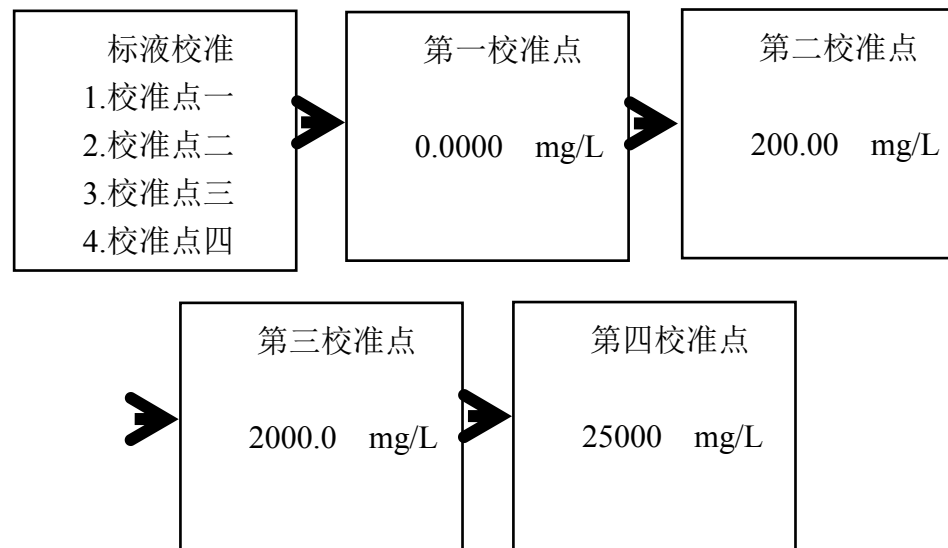 标液校准
1.校准点一
2.校准点二
3.校准点三
4.校准点四
第一校准点
0.0000 mg/L
第二校准点
200.00 mg/L
第三校准点
2000.0 mg/L
第四校准点
25000 mg/L